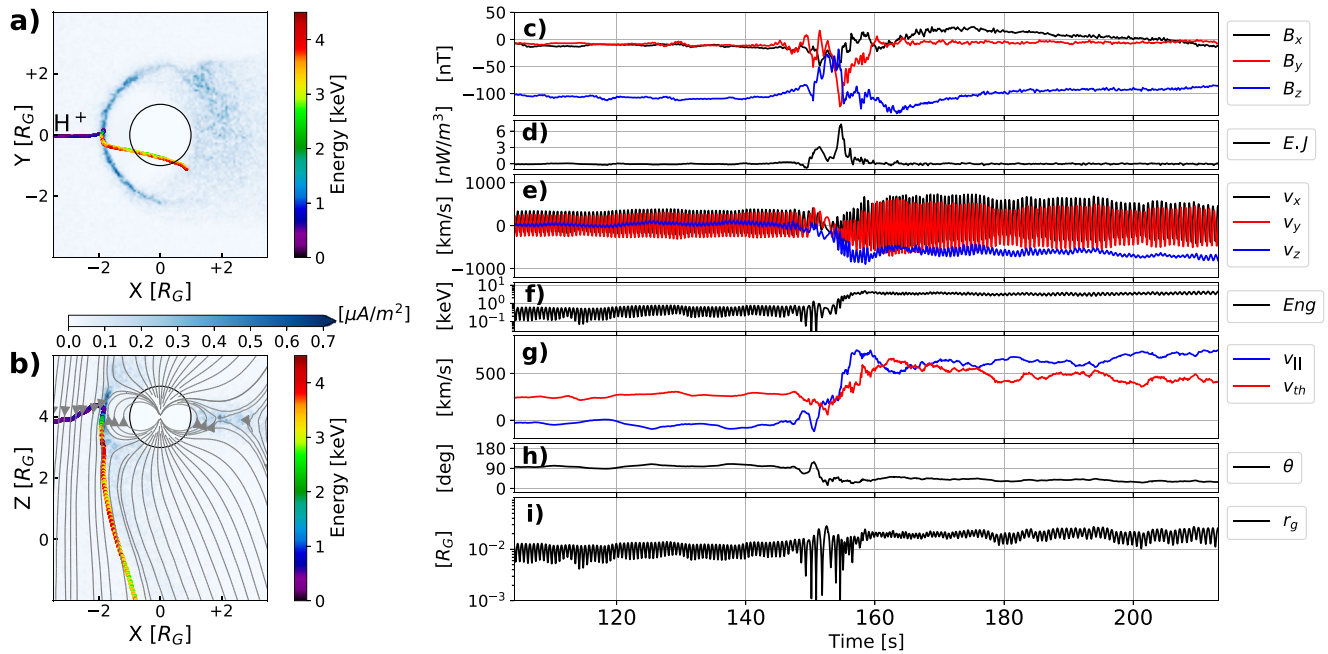 a)
H⁺
Y [R_G]
+2
0
−2
−2
0
+2
X [R_G]
Energy [keV]
4
3
2
1
0
[μA/m²]
0.0 0.1 0.2 0.3 0.4 0.5 0.6 0.7
b)
Z [R_G]
4
2
0
−2
0
+2
X [R_G]
Energy [keV]
4
3
2
1
0
c)
[nT]
50
0
−50
−100
B_x
B_y
B_z
d)
[nW/m³]
6
3
0
E.J
e)
[km/s]
1000
0
−1000
v_x
v_y
v_z
f)
[keV]
10¹
10⁰
10⁻¹
Eng
g)
[km/s]
500
0
v_||
v_th
h)
[deg]
180
90
0
θ
i)
[R_G]
10⁻²
10⁻³
r_g
120 140 160 180 200
Time [s]